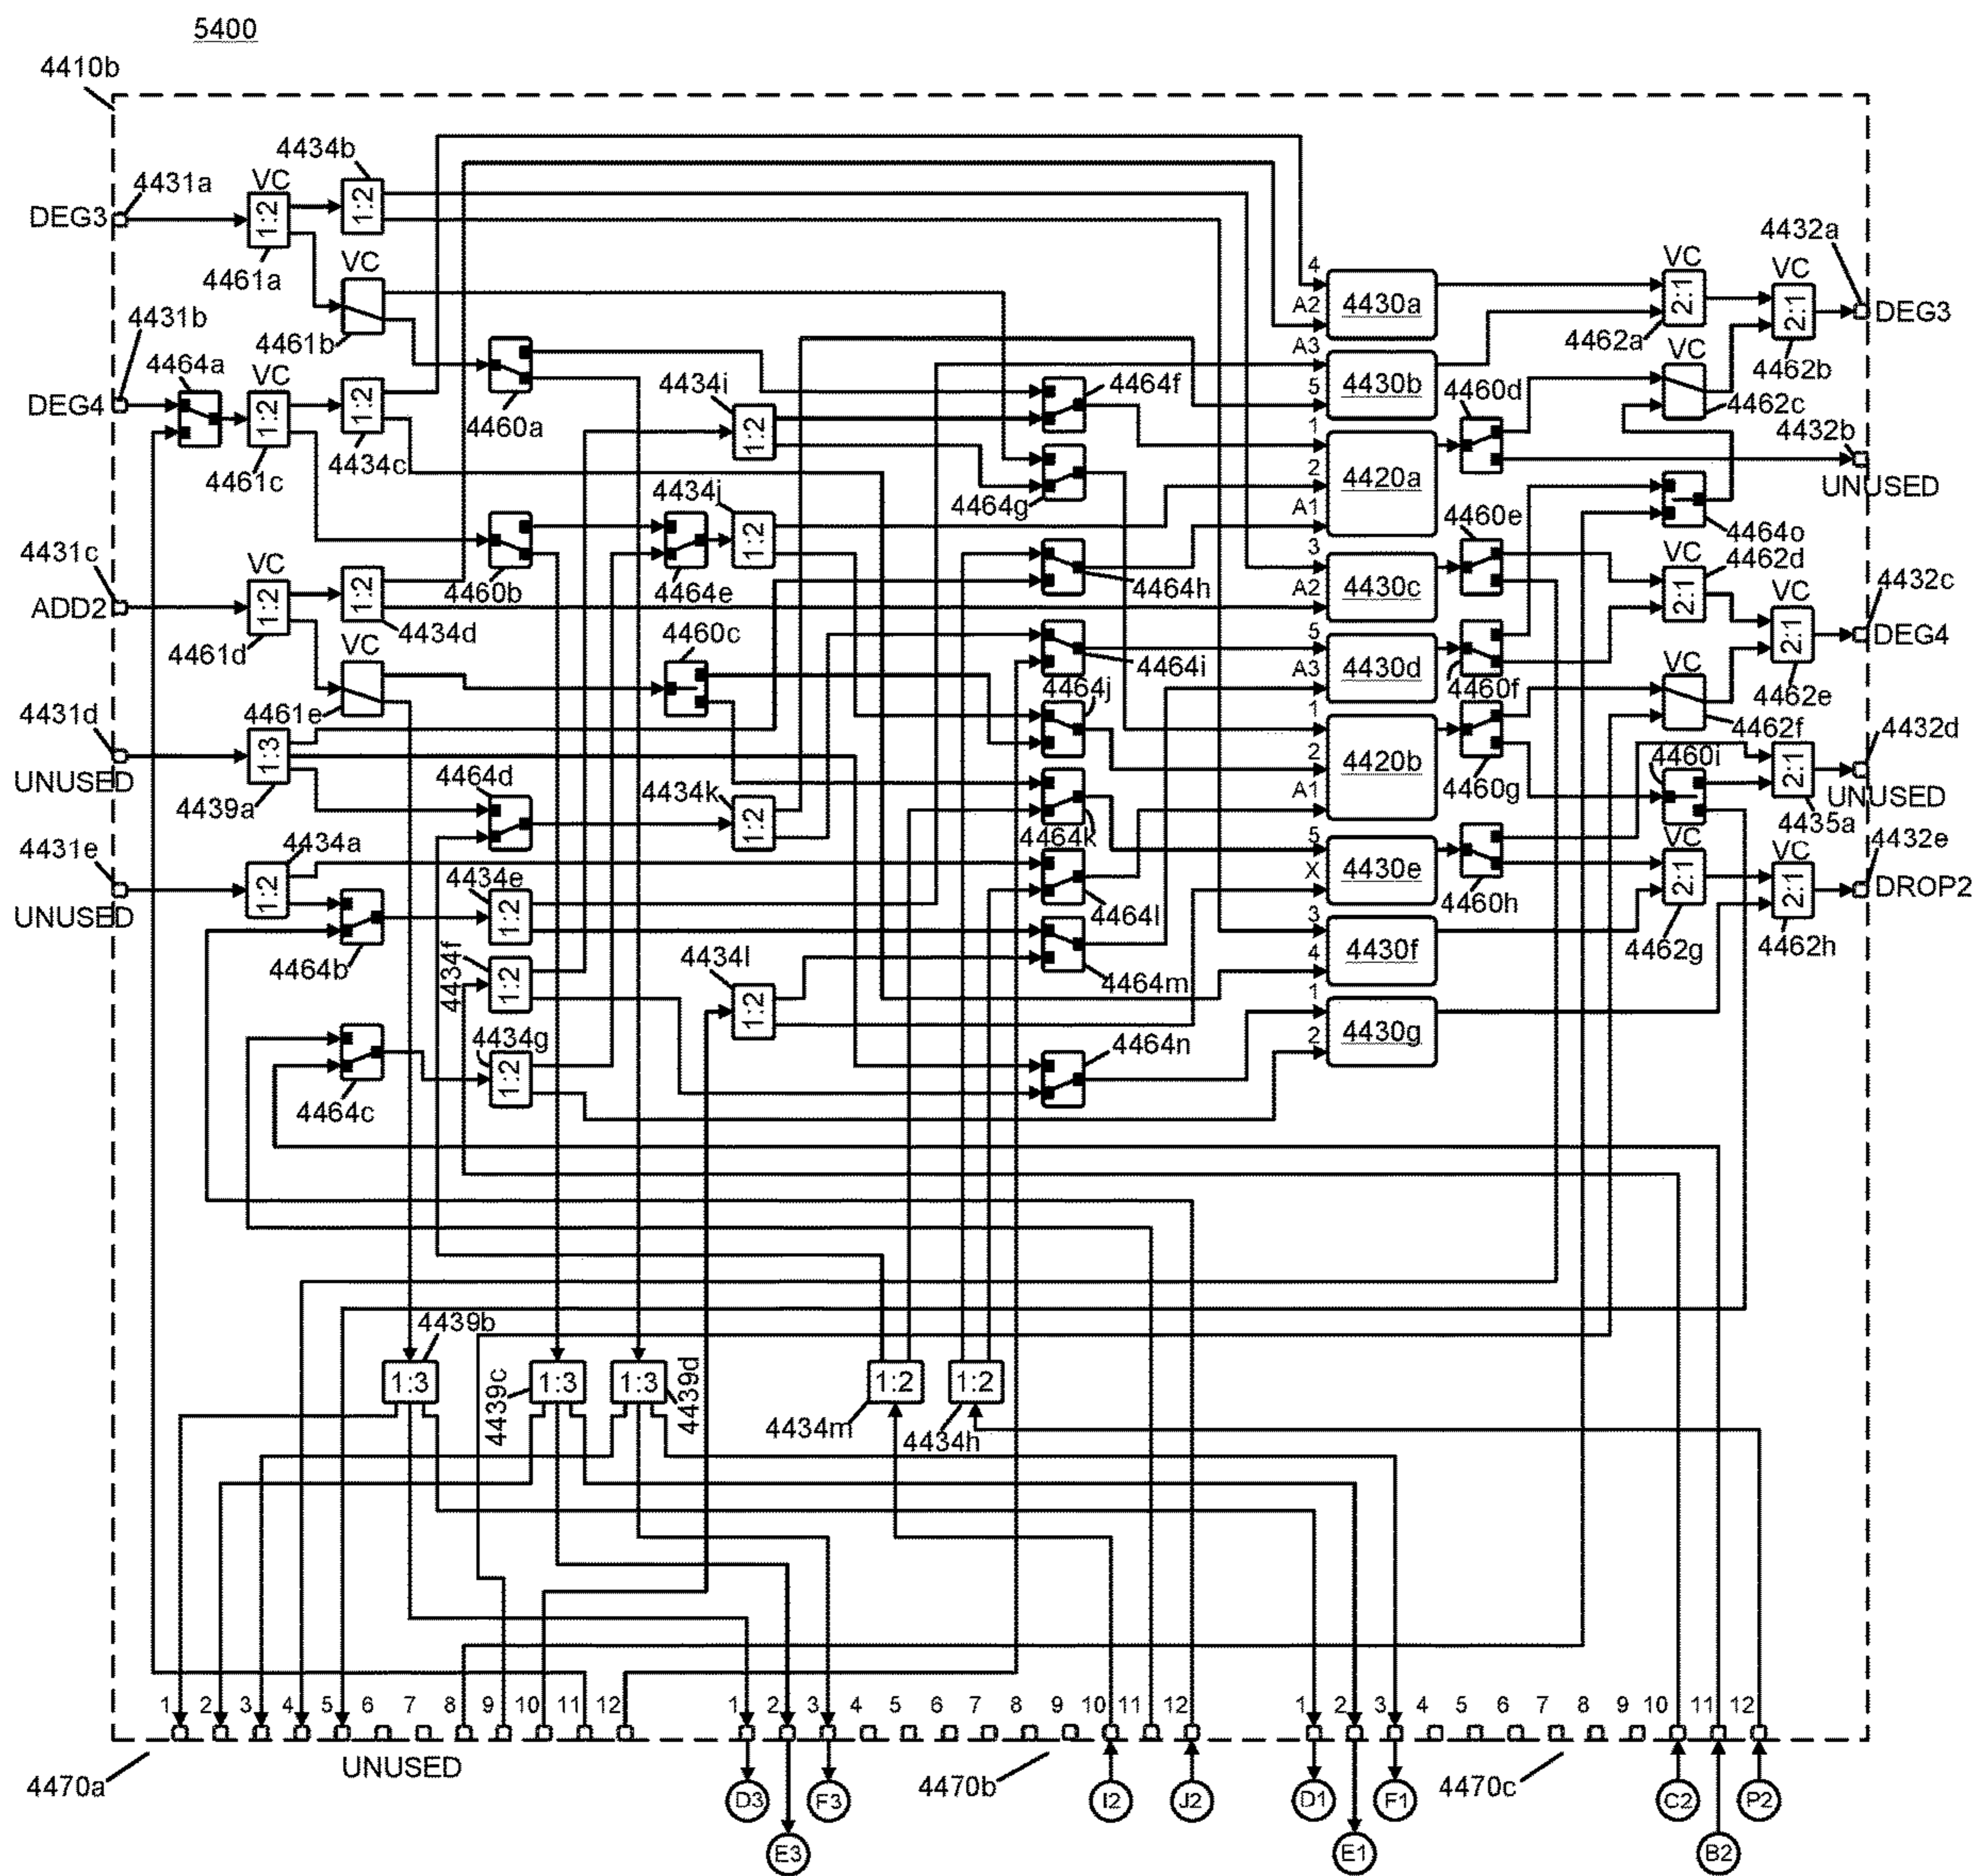 5400
4410b
4434b
VC
4431a
1:2
1:2
DEG3
4461a
VC
4432a
VC
VC
4
4431b
4430a
2:1
2:1
DEG3
A2
4461b
4462a
4464a
VC
A3
VC
4462b
4434i
4464f
4430b
4460d
DEG4
1:2
1:2
5
4462c
4460a
4432b
1:2
1
4461c
4434c
2
4420a
UNUSED
4434j
4464g
A1
4460e
4464o
4431c
VC
1:2
3
4462d
4432c
4460b
4464e
4464h
4430c
VC
ADD2
1:2
1:2
A2
2:1
4434d
4460c
5
2:1
DEG4
4461d
VC
4464i
4430d
VC
A3
4464j
4460f
4431d
4461e
1
4462e
4462f
4432d
1:3
2
4420b
4460i
UNUSED
4464d
4434k
A1
4460g
2:1
4439a
UNUSED
1:2
4464k
4435a
4431e
4434a
5
VC
VC
4432e
4434e
4430e
1:2
X
2:1
2:1
DROP2
UNUSED
1:2
4464l
4460h
3
4464b
4434f
4434l
4430f
4462g
4462h
1:2
4464m
4
1:2
1
4434g
4464n
4430g
1:2
2
4464c
4439b
1:3
4439c
1:3
1:3
4439d
1:2
1:2
4434m
4434h
1 2 3 4 5 6 7 8 9 10 11 12
1 2 3 4 5 6 7 8 9 10 11 12
1 2 3 4 5 6 7 8 9 10 11 12
4470a
UNUSED
4470b
4470c
D3
F3
I2
J2
D1
F1
C2
P2
E3
E1
B2